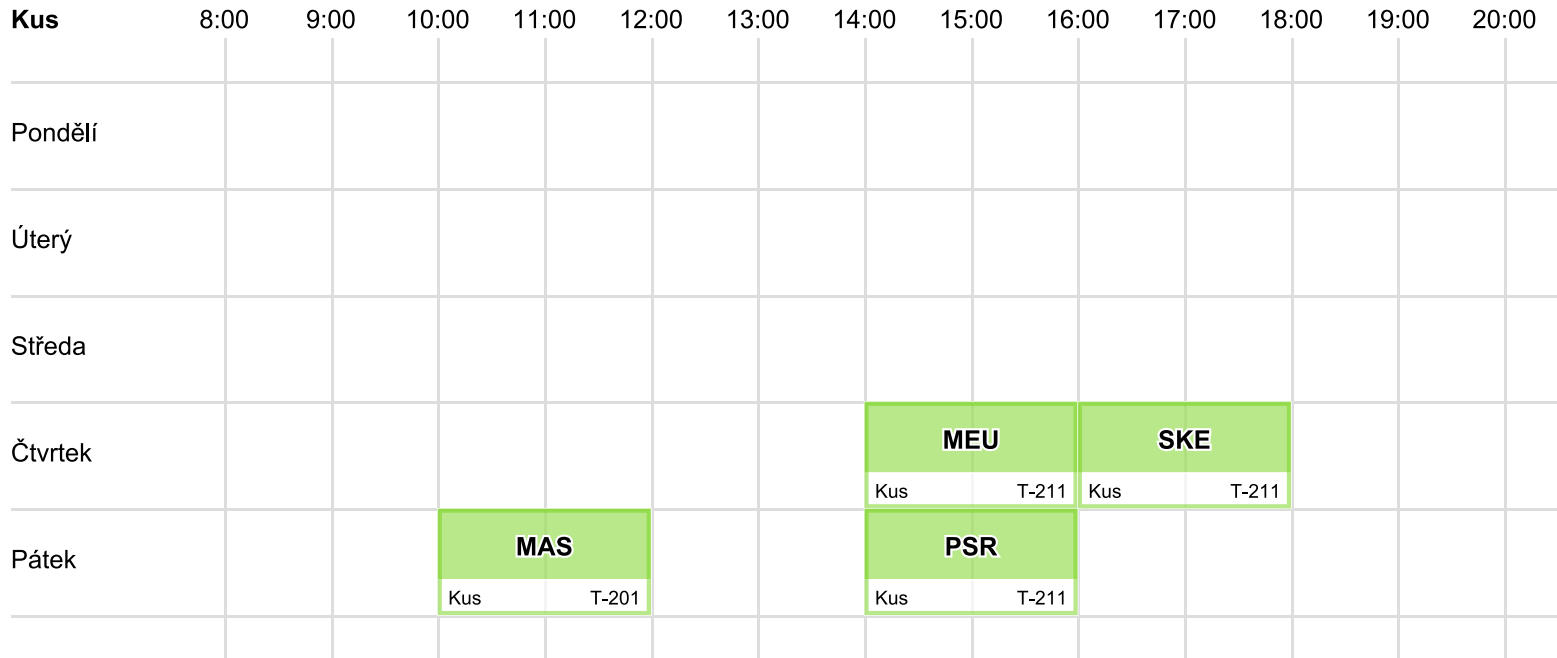 Kus 8:00 9:00 10:00 11:00 12:00 13:00 14:00 15:00 16:00 17:00 18:00 19:00 20:00
Pondělí
Úterý
Středa
Čtvrtek
MEU
Kus T-211
SKE
Kus T-211
Pátek
MAS
Kus T-201
PSR
Kus T-211